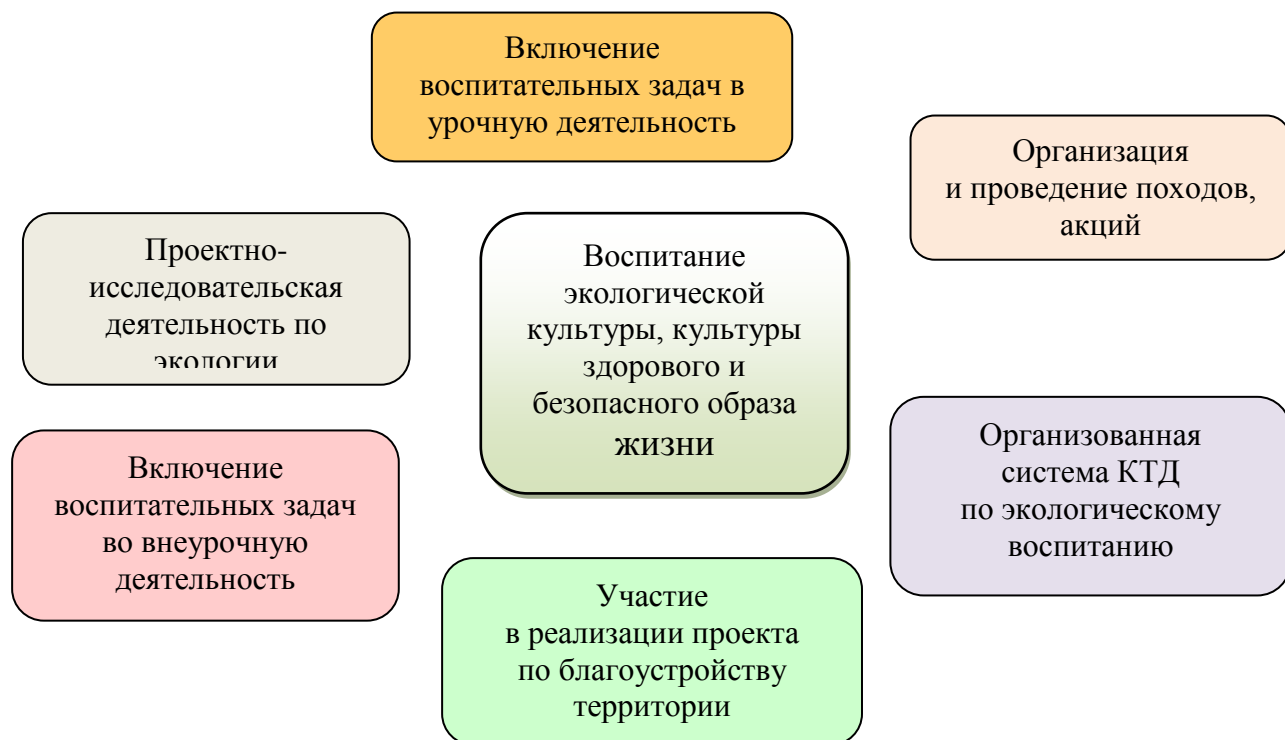 Включение
воспитательных задач в
урочную деятельность
Организация
и проведение походов,
акций
Проектно-
исследовательская
деятельность по
экологии
Воспитание
экологической
культуры, культуры
здорового и
безопасного образа
жизни
Включение
воспитательных задач
во внеурочную
деятельность
Организованная
система КТД
по экологическому
воспитанию
Участие
в реализации проекта
по благоустройству
территории